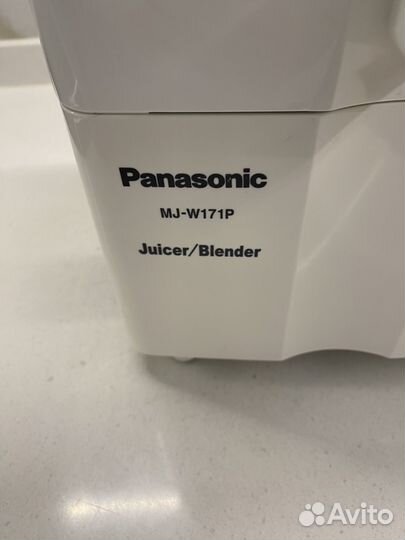 Panasonic
MJ-W171P
Juicer/Blender
Avito